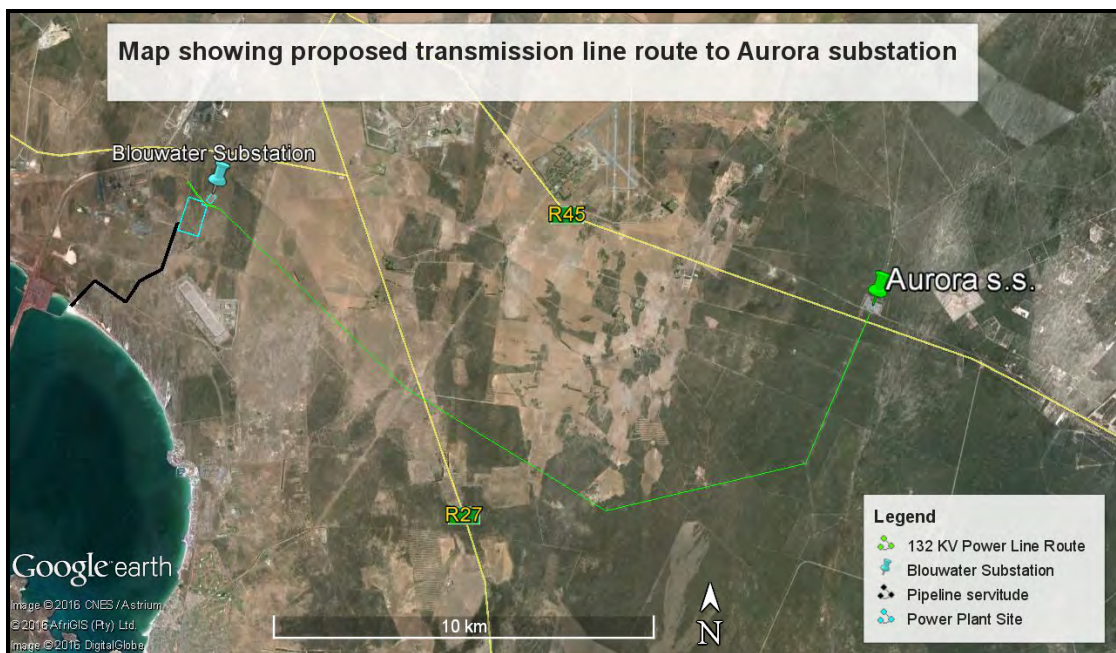 Map showing proposed transmission line route to Aurora substation
Blouwater Substation
R45
Aurora s.s.
R27
Legend
132 KV Power Line Route
Blouwater Substation
Pipeline servitude
Power Plant Site
Google earth
Image © 2016 CNES / Astrium
© 2016 AfriGIS (Pty) Ltd.
Image © 2016 DigitalGlobe
10 km
N